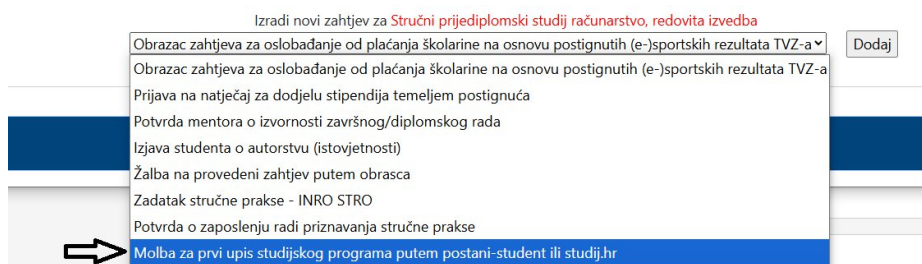 Izradi novi zahtjev za Stručni prijediplomski studij računarstvo, redovita izvedba
Obrazac zahtjeva za oslobađanje od plaćanja školarine na osnovu postignutih (e-)sportskih rezultata TVZ-a Dodaj
Obrazac zahtjeva za oslobađanje od plaćanja školarine na osnovu postignutih (e-)sportskih rezultata TVZ-a
Prijava na natječaj za dodjelu stipendija temeljem postignuća
Potvrda mentora o izvornosti završnog/diplomskog rada
Izjava studenta o autorstvu (istovjetnosti)
Žalba na provedeni zahtjev putem obrasca
Zadatak stručne prakse - INRO STRO
Potvrda o zaposlenju radi priznavanja stručne prakse
Molba za prvi upis studijskog programa putem postani-student ili studij.hr